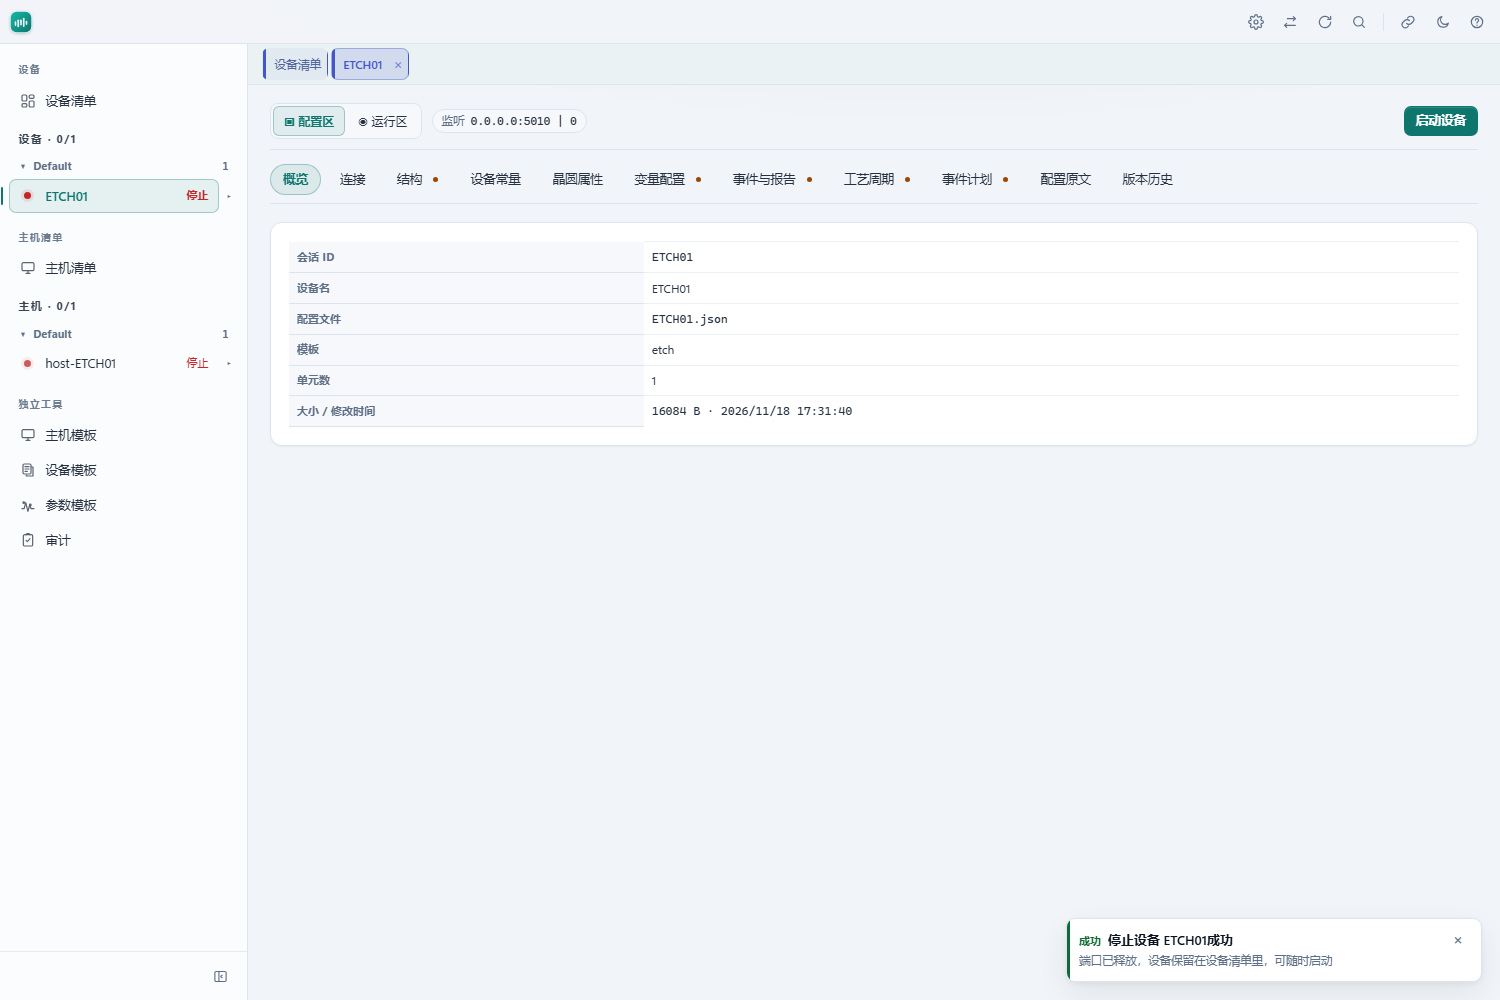 设备
设备清单
设备 · 0/1
Default 1
ETCH01 停止
主机清单
主机清单
主机 · 0/1
Default 1
host-ETCH01 停止
独立工具
主机模板
设备模板
参数模板
审计
设备清单 ETCH01 ×
配置区 运行区 监听 0.0.0.0:5010 | 0 启动设备
概览 连接 结构 设备常量 晶圆属性 变量配置 事件与报告 工艺周期 事件计划 配置原文 版本历史
会话 ID ETCH01
设备名 ETCH01
配置文件 ETCH01.json
模板 etch
单元数 1
大小 / 修改时间 16084 B · 2026/11/18 17:31:40
成功 停止设备 ETCH01成功 ×
端口已释放，设备保留在设备清单里，可随时启动